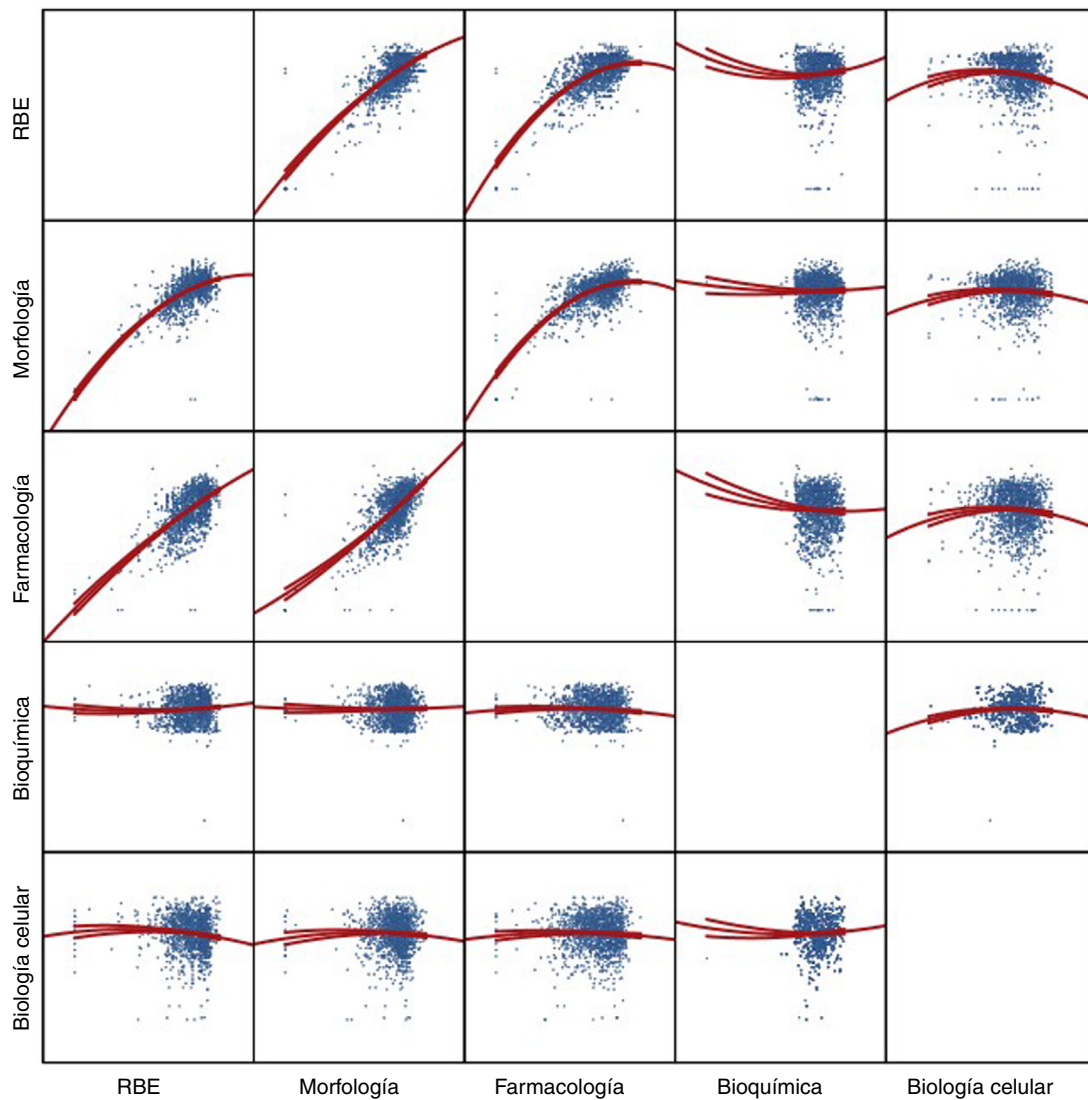 RBE
Morfología
Farmacología
Bioquímica
Biología celular
RBE
Morfología
Farmacología
Bioquímica
Biología celular